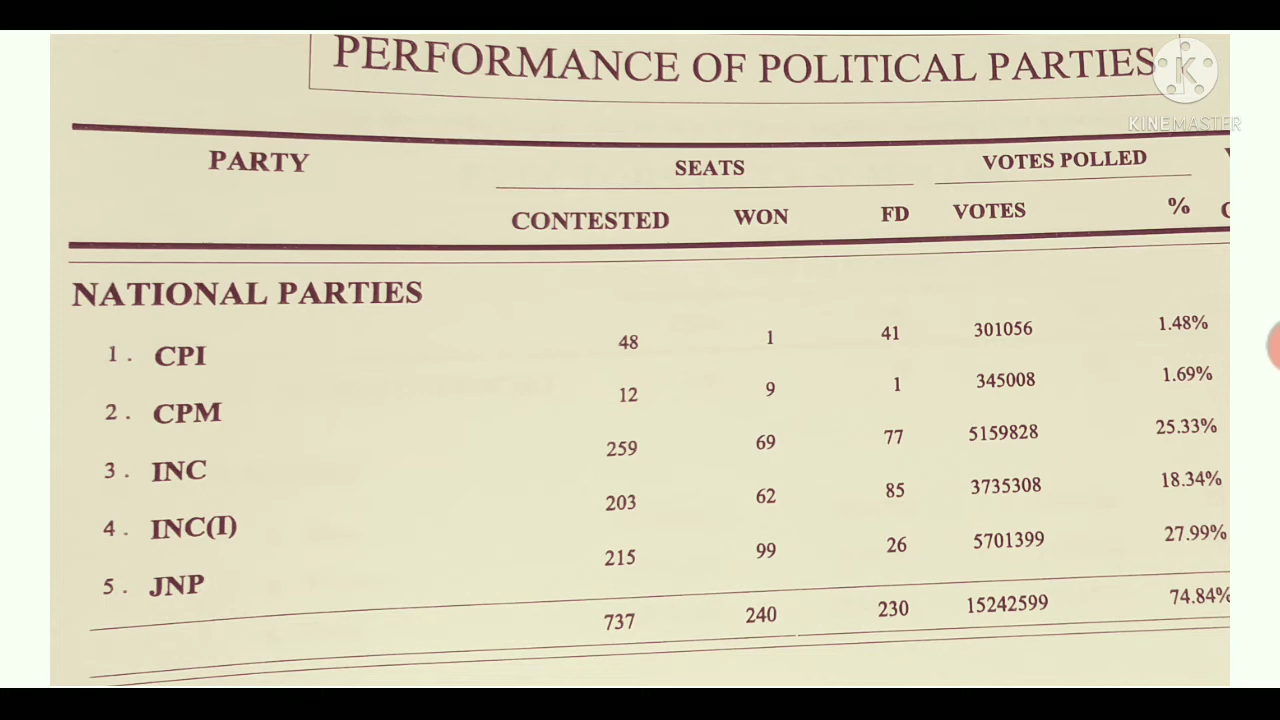 PERFORMANCE OF POLITICAL PARTIES
KINEMASTER
PARTY SEATS VOTES POLLED
CONTESTED WON FD VOTES %
NATIONAL PARTIES
1. CPI 48 1 41 301056 1.48%
2. CPM 12 9 1 345008 1.69%
3. INC 259 69 77 5159828 25.33%
4. INC(I) 203 62 85 3735308 18.34%
5. JNP 215 99 26 5701399 27.99%
737 240 230 15242599 74.84%